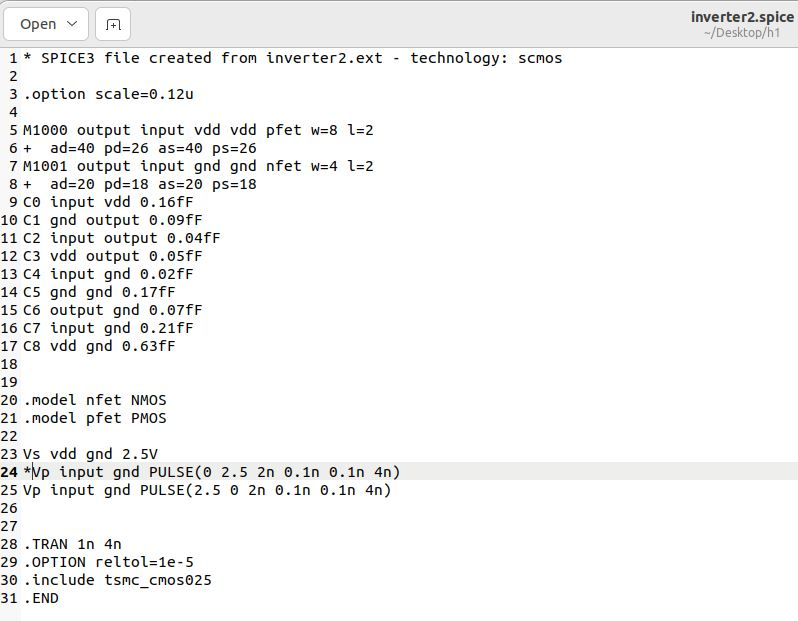 Open
inverter2.spice
~/Desktop/h1
1 * SPICE3 file created from inverter2.ext - technology: scmos
2
3 .option scale=0.12u
4
5 M1000 output input vdd vdd pfet w=8 l=2
6 +  ad=40 pd=26 as=40 ps=26
7 M1001 output input gnd gnd nfet w=4 l=2
8 +  ad=20 pd=18 as=20 ps=18
9 C0 input vdd 0.16fF
10 C1 gnd output 0.09fF
11 C2 input output 0.04fF
12 C3 vdd output 0.05fF
13 C4 input gnd 0.02fF
14 C5 gnd gnd 0.17fF
15 C6 output gnd 0.07fF
16 C7 input gnd 0.21fF
17 C8 vdd gnd 0.63fF
18
19
20 .model nfet NMOS
21 .model pfet PMOS
22
23 Vs vdd gnd 2.5V
24 *Vp input gnd PULSE(0 2.5 2n 0.1n 0.1n 4n)
25 Vp input gnd PULSE(2.5 0 2n 0.1n 0.1n 4n)
26
27
28 .TRAN 1n 4n
29 .OPTION reltol=1e-5
30 .include tsmc_cmos025
31 .END